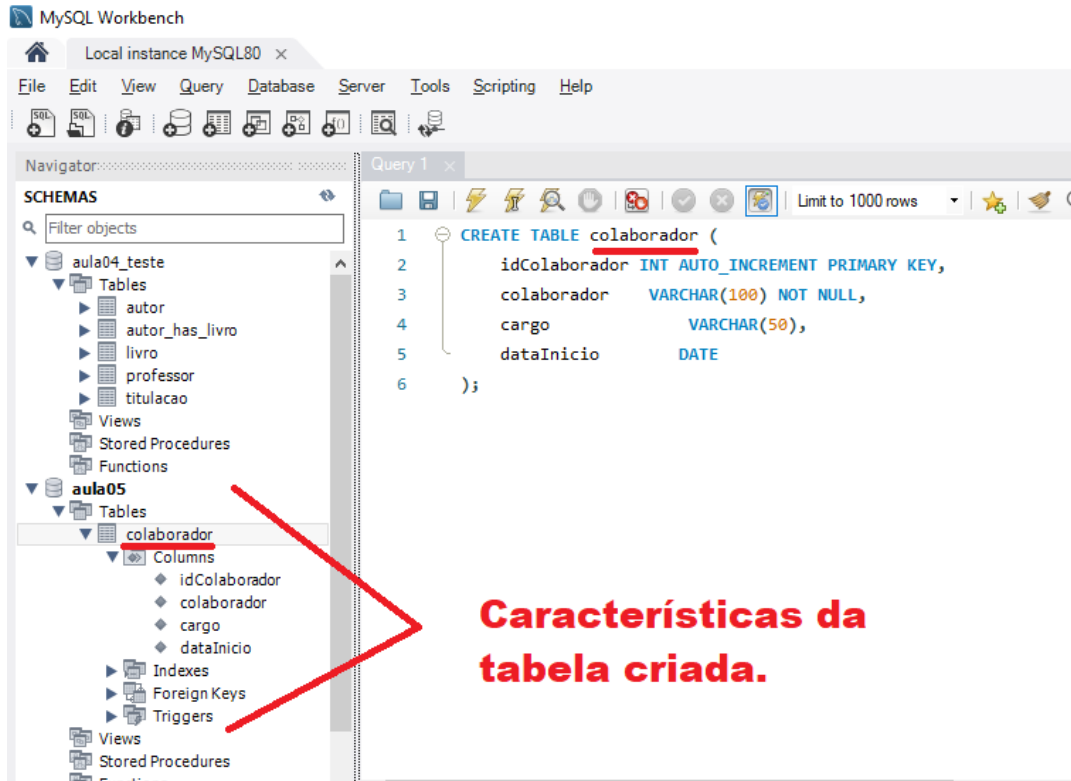 MySQL Workbench
Local instance MySQL80 ×
File Edit View Query Database Server Tools Scripting Help
SQL SQL
Navigator
SCHEMAS
Filter objects
aula04_teste
Tables
autor
autor_has_livro
livro
professor
titulacao
Views
Stored Procedures
Functions
aula05
Tables
colaborador
Columns
idColaborador
colaborador
cargo
dataInicio
Indexes
Foreign Keys
Triggers
Views
Stored Procedures
Query 1 ×
Limit to 1000 rows
1 CREATE TABLE colaborador (
2 idColaborador INT AUTO_INCREMENT PRIMARY KEY,
3 colaborador VARCHAR(100) NOT NULL,
4 cargo VARCHAR(50),
5 dataInicio DATE
6 );
Características da
tabela criada.